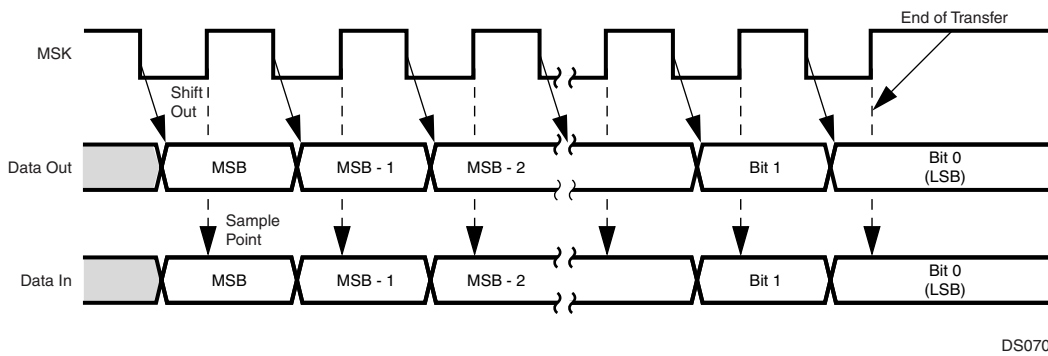 End of Transfer
MSK
Shift
Out
Data Out
MSB
MSB - 1
MSB - 2
Bit 1
Bit 0
(LSB)
Sample
Point
Data In
MSB
MSB - 1
MSB - 2
Bit 1
Bit 0
(LSB)
DS070